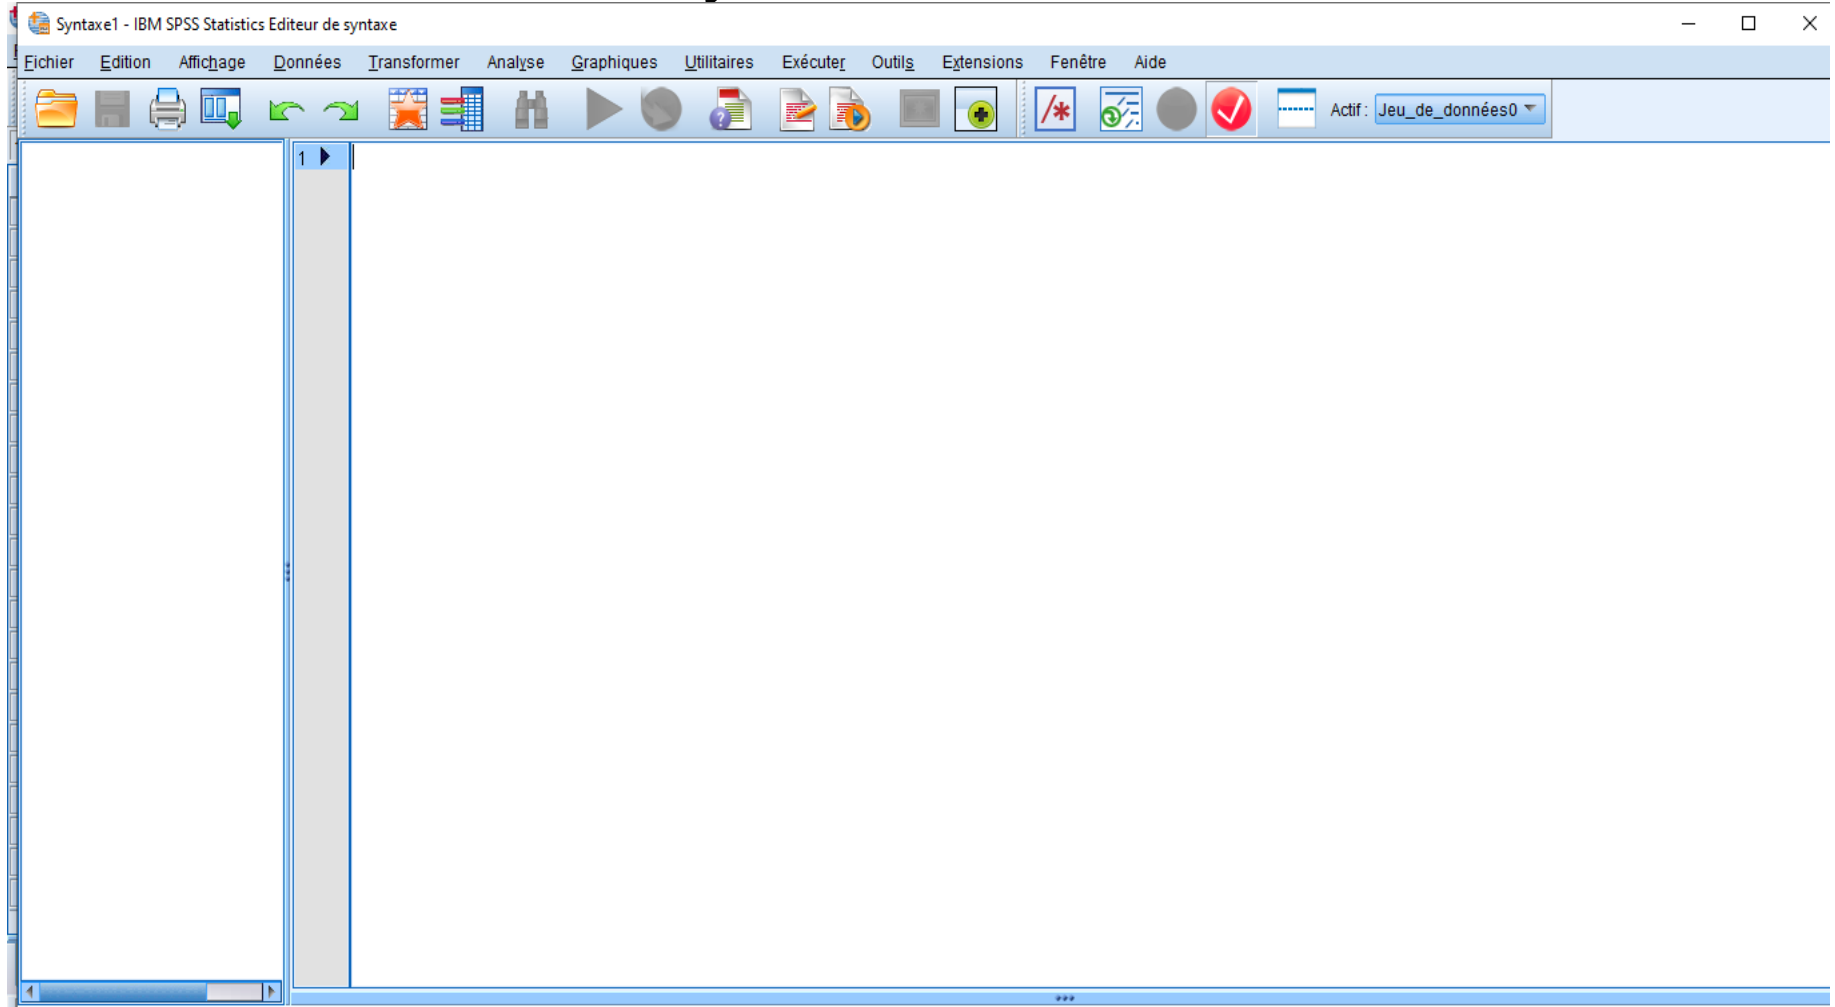 Syntaxe1 - IBM SPSS Statistics Editeur de syntaxe
Fichier Edition Affichage Données Transformer Analyse Graphiques Utilitaires Exécuter Outils Extensions Fenêtre Aide
Actif : Jeu_de_données0
1